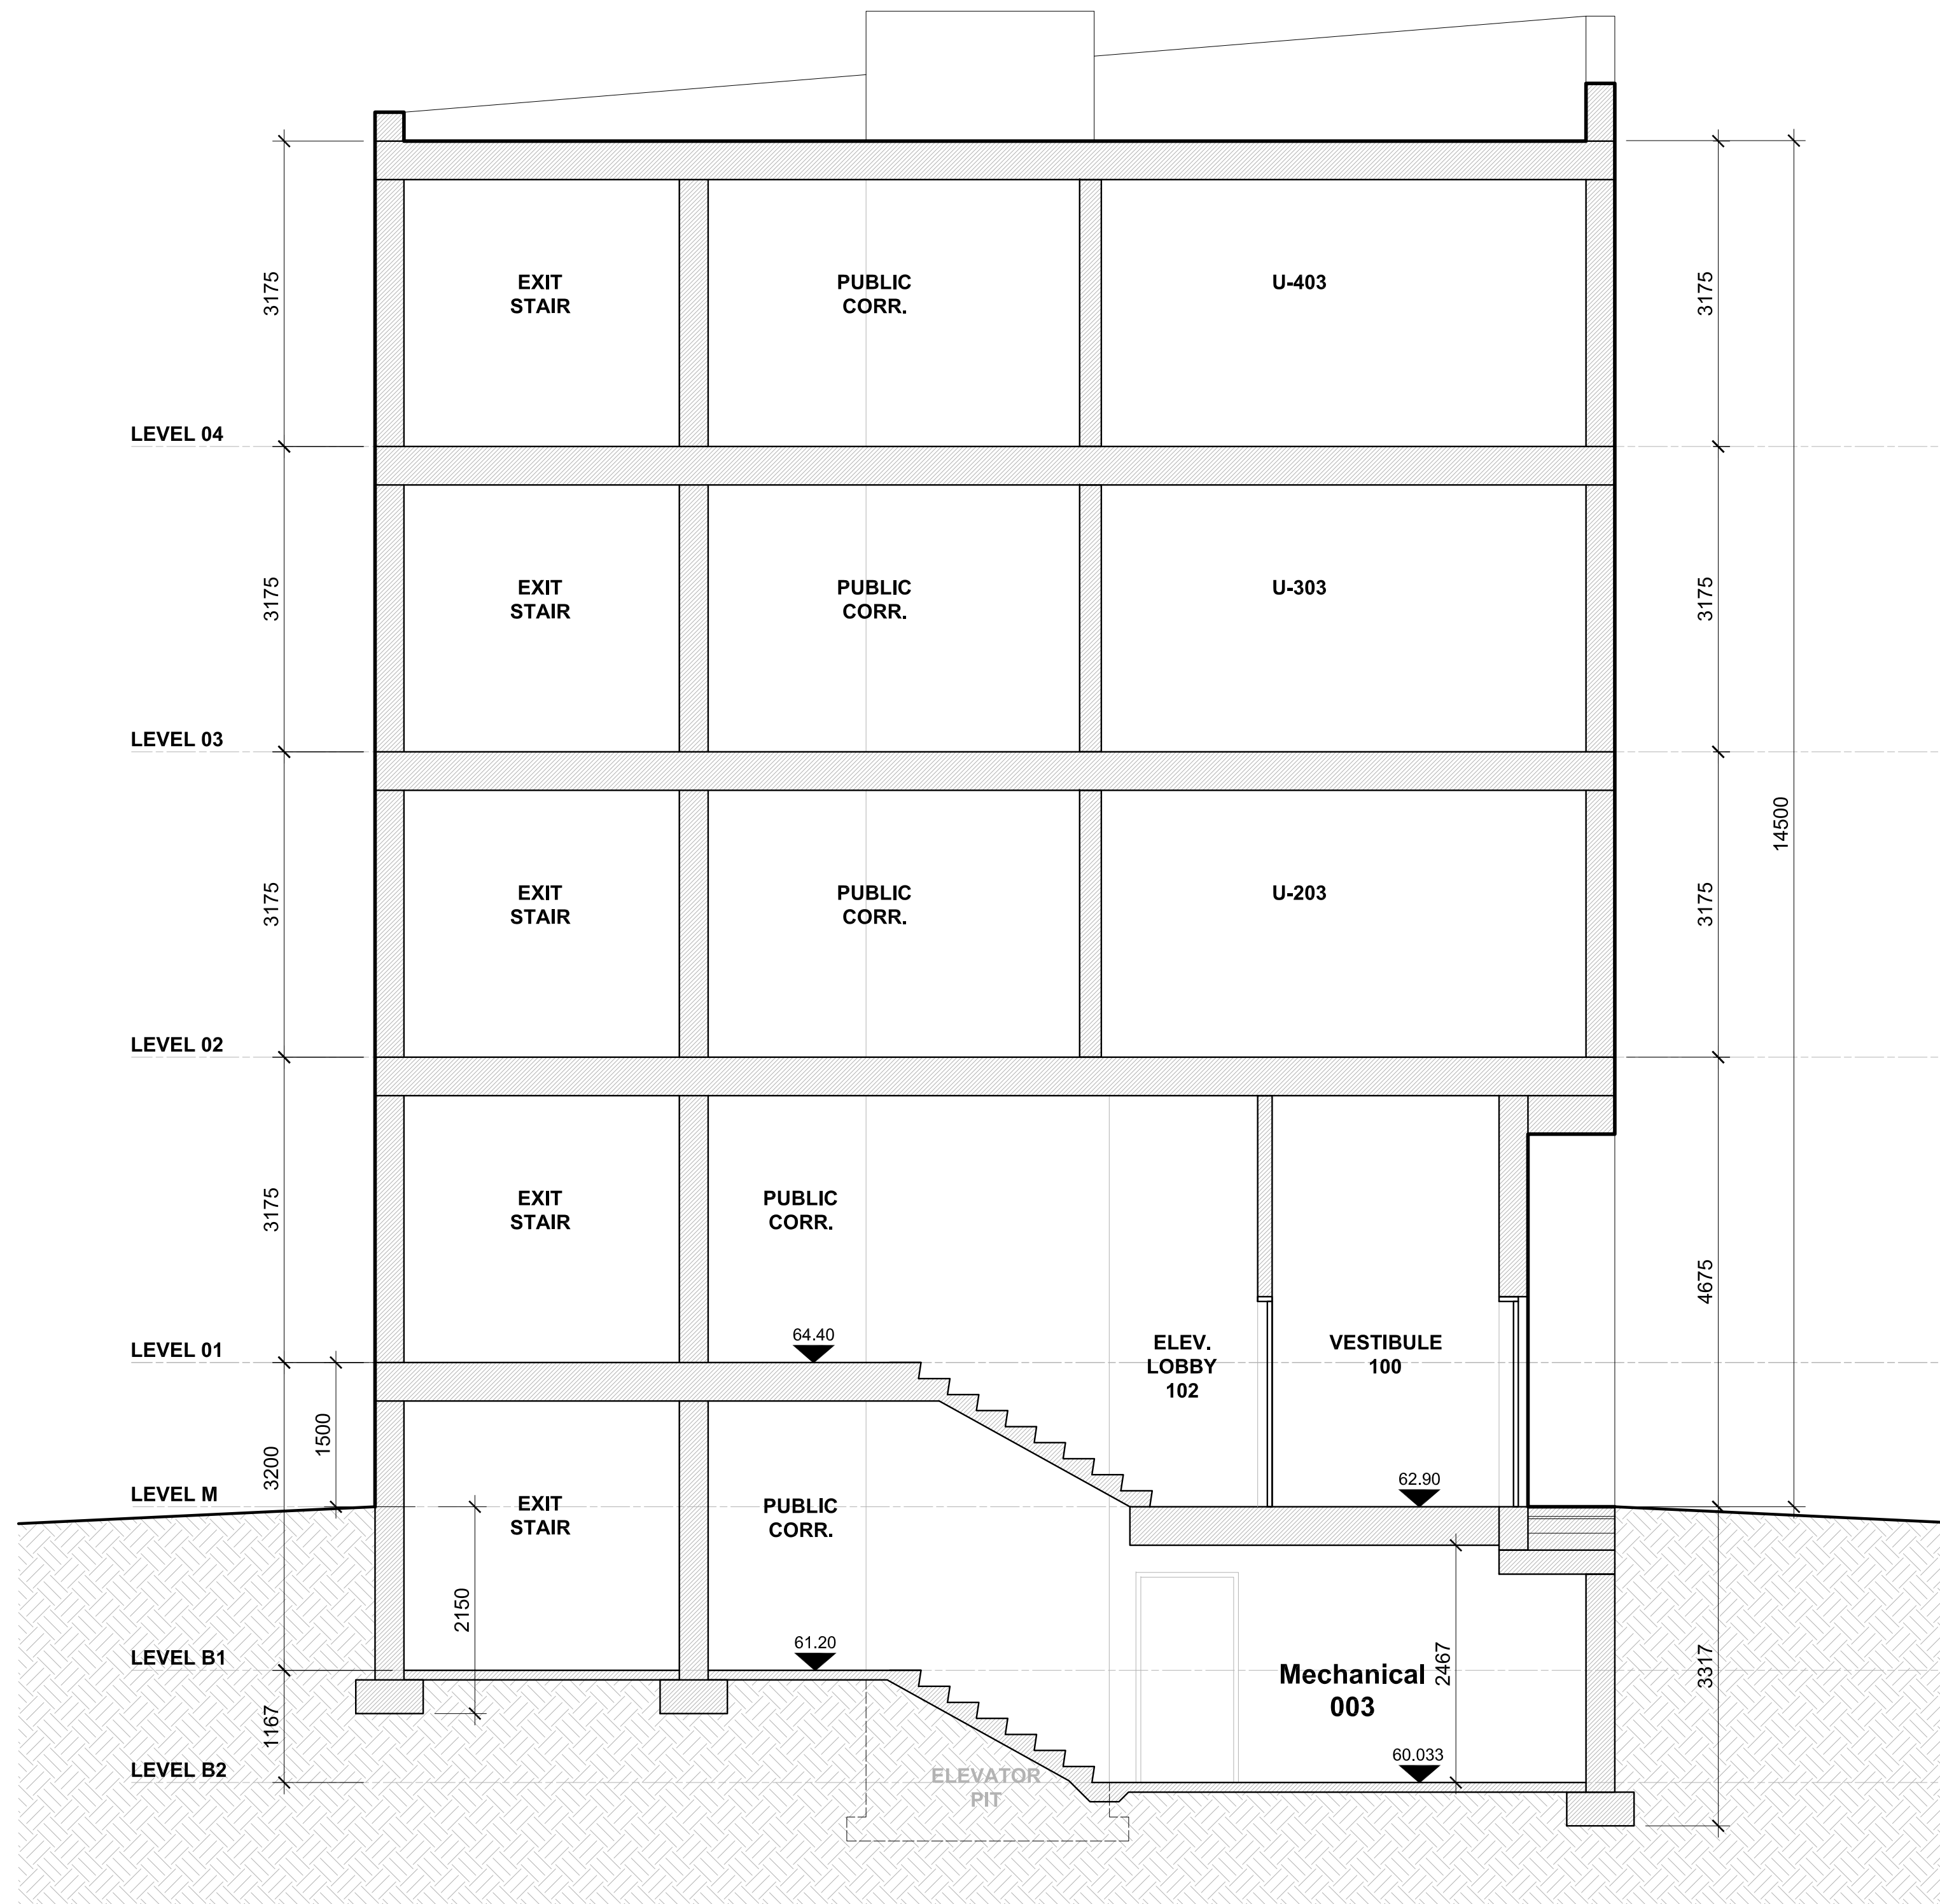 3175
EXIT
STAIR
PUBLIC
CORR.
U-403
3175
LEVEL 04
3175
EXIT
STAIR
PUBLIC
CORR.
U-303
3175
LEVEL 03
14500
3175
EXIT
STAIR
PUBLIC
CORR.
U-203
3175
LEVEL 02
3175
EXIT
STAIR
PUBLIC
CORR.
4675
LEVEL 01
64.40
ELEV.
LOBBY
102
VESTIBULE
100
1500
3200
LEVEL M
EXIT
STAIR
PUBLIC
CORR.
62.90
2150
LEVEL B1
61.20
Mechanical
003
2467
3317
1167
LEVEL B2
ELEVATOR
PIT
60.033